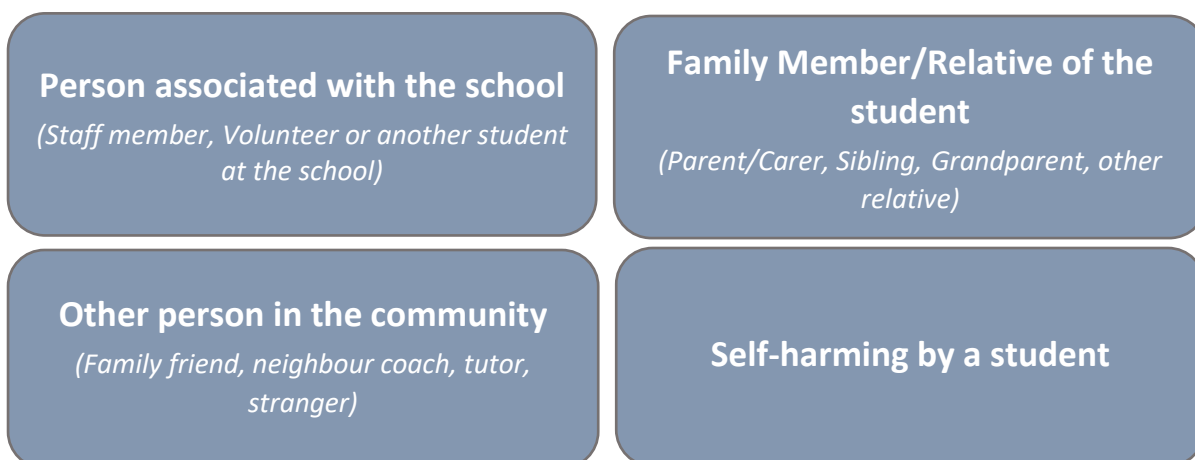 Person associated with the school
(Staff member, Volunteer or another student
at the school)
Family Member/Relative of the
student
(Parent/Carer, Sibling, Grandparent, other
relative)
Other person in the community
(Family friend, neighbour coach, tutor,
stranger)
Self-harming by a student